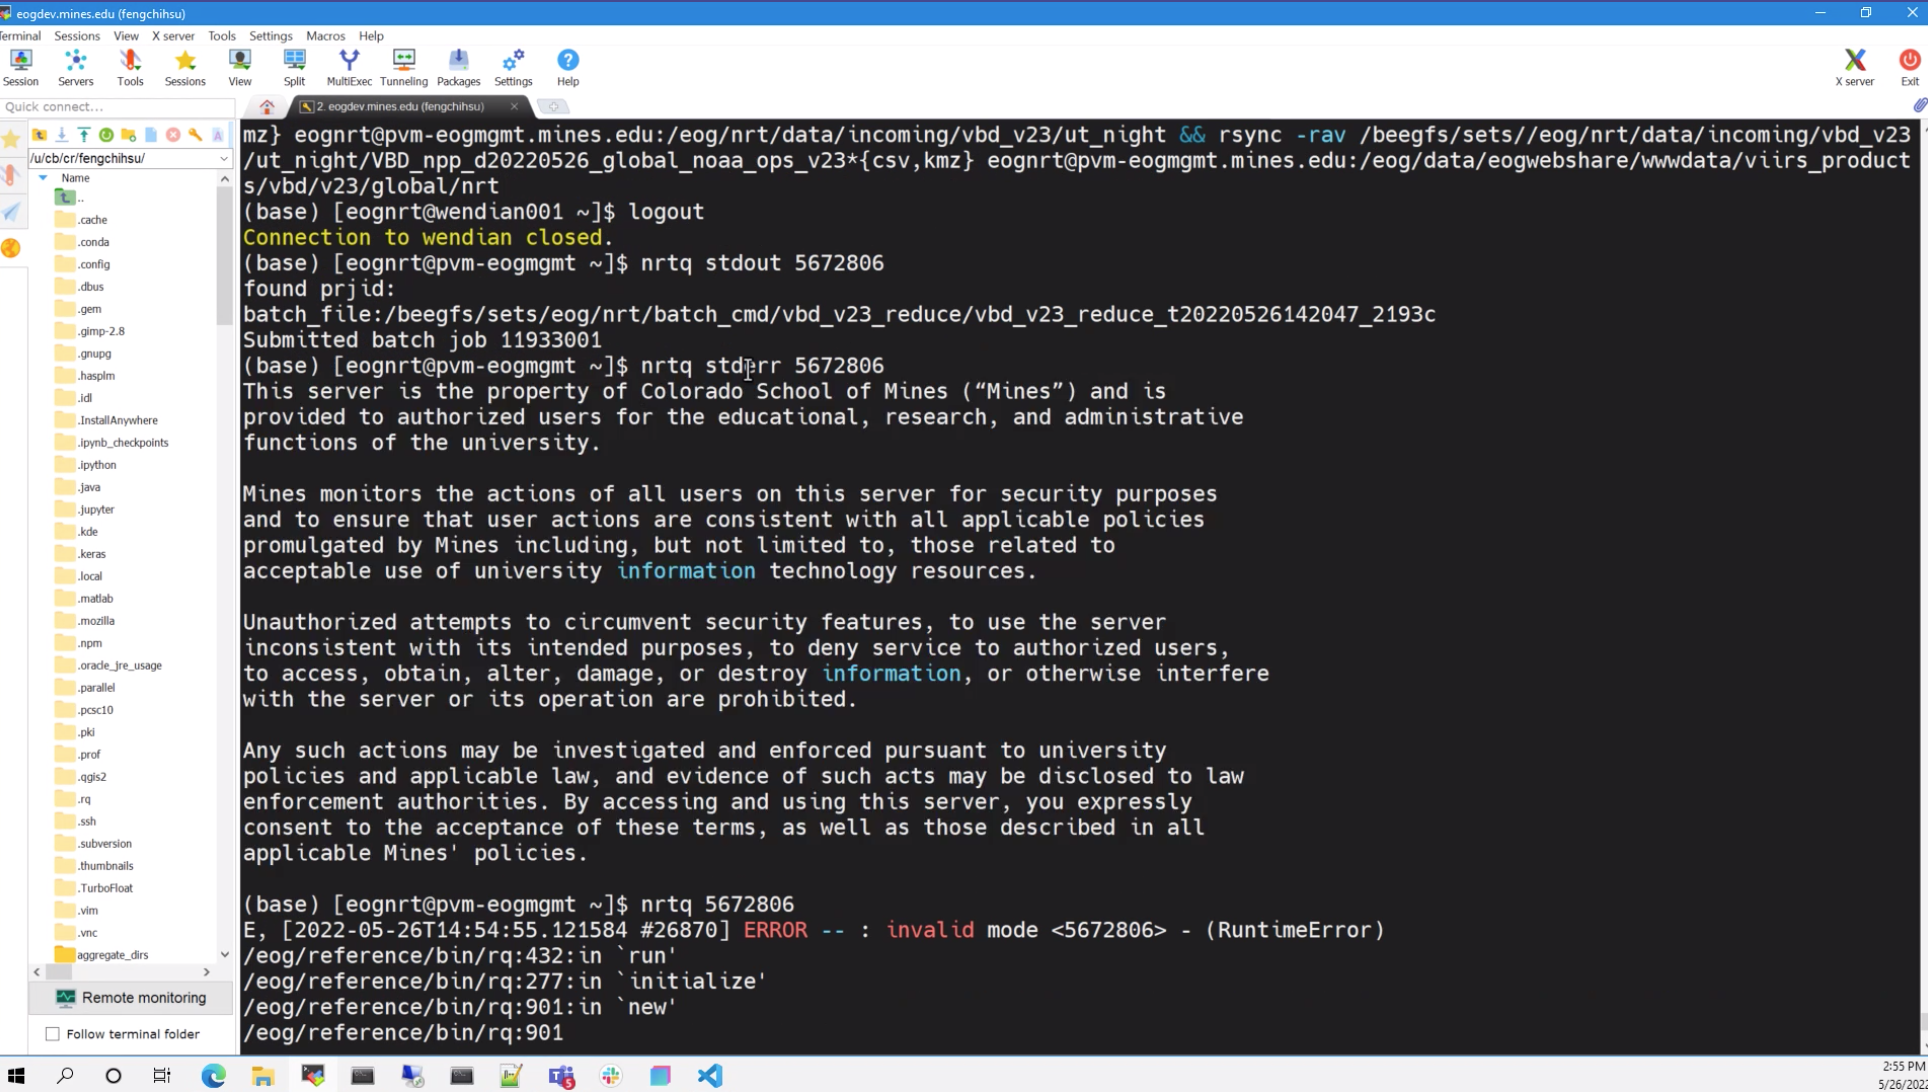 eogdev.mines.edu (fengchihsu)
Terminal Sessions View X server Tools Settings Macros Help
Session Servers Tools Sessions View Split MultiExec Tunneling Packages Settings Help X server Exit
Quick connect...
2. eogdev.mines.edu (fengchihsu)
/u/cb/cr/fengchihsu/
Name
..
.cache
.conda
.config
.dbus
.gem
.gimp-2.8
.gnupg
.hasplm
.idl
.InstallAnywhere
.ipynb_checkpoints
.ipython
.java
.jupyter
.kde
.keras
.local
.matlab
.mozilla
.npm
.oracle_jre_usage
.parallel
.pcsc10
.pki
.prof
.qgis2
.rq
.ssh
.subversion
.thumbnails
.TurboFloat
.vim
.vnc
aggregate_dirs
Remote monitoring
Follow terminal folder
mz} eognrt@pvm-eogmgmt.mines.edu:/eog/nrt/data/incoming/vbd_v23/ut_night && rsync -rav /beegfs/sets//eog/nrt/data/incoming/vbd_v23
/ut_night/VBD_npp_d20220526_global_noaa_ops_v23*{csv,kmz} eognrt@pvm-eogmgmt.mines.edu:/eog/data/eogwebshare/wwwdata/viirs_product
s/vbd/v23/global/nrt
(base) [eognrt@wendian001 ~]$ logout
Connection to wendian closed.
(base) [eognrt@pvm-eogmgmt ~]$ nrtq stdout 5672806
found prjid:
batch_file:/beegfs/sets/eog/nrt/batch_cmd/vbd_v23_reduce/vbd_v23_reduce_t20220526142047_2193c
Submitted batch job 11933001
(base) [eognrt@pvm-eogmgmt ~]$ nrtq stderr 5672806
This server is the property of Colorado School of Mines (“Mines”) and is
provided to authorized users for the educational, research, and administrative
functions of the university.
Mines monitors the actions of all users on this server for security purposes
and to ensure that user actions are consistent with all applicable policies
promulgated by Mines including, but not limited to, those related to
acceptable use of university information technology resources.
Unauthorized attempts to circumvent security features, to use the server
inconsistent with its intended purposes, to deny service to authorized users,
to access, obtain, alter, damage, or destroy information, or otherwise interfere
with the server or its operation are prohibited.
Any such actions may be investigated and enforced pursuant to university
policies and applicable law, and evidence of such acts may be disclosed to law
enforcement authorities. By accessing and using this server, you expressly
consent to the acceptance of these terms, as well as those described in all
applicable Mines' policies.
(base) [eognrt@pvm-eogmgmt ~]$ nrtq 5672806
E, [2022-05-26T14:54:55.121584 #26870] ERROR -- : invalid mode <5672806> - (RuntimeError)
/eog/reference/bin/rq:432:in `run'
/eog/reference/bin/rq:277:in `initialize'
/eog/reference/bin/rq:901:in `new'
/eog/reference/bin/rq:901
2:55 PM